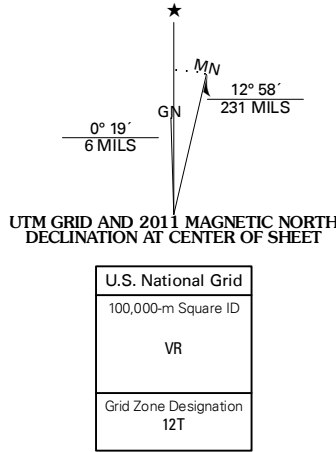 ★
MN
GN
12° 58´
231 MILS
0° 19´
6 MILS
UTM GRID AND 2011 MAGNETIC NORTH
DECLINATION AT CENTER OF SHEET
U.S. National Grid
100,000-m Square ID
VR
Grid Zone Designation
12T